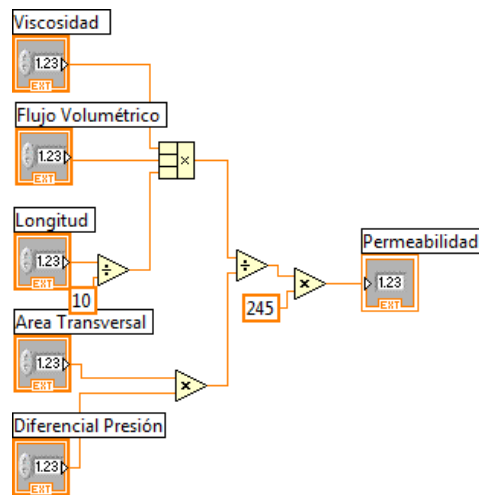 Viscosidad
1.23
EXT
Flujo Volumétrico
1.23
EXT
Longitud
1.23
EXT
÷
10
×
÷
×
245
Permeabilidad
1.23
EXT
Area Transversal
1.23
EXT
×
Diferencial Presión
1.23
EXT